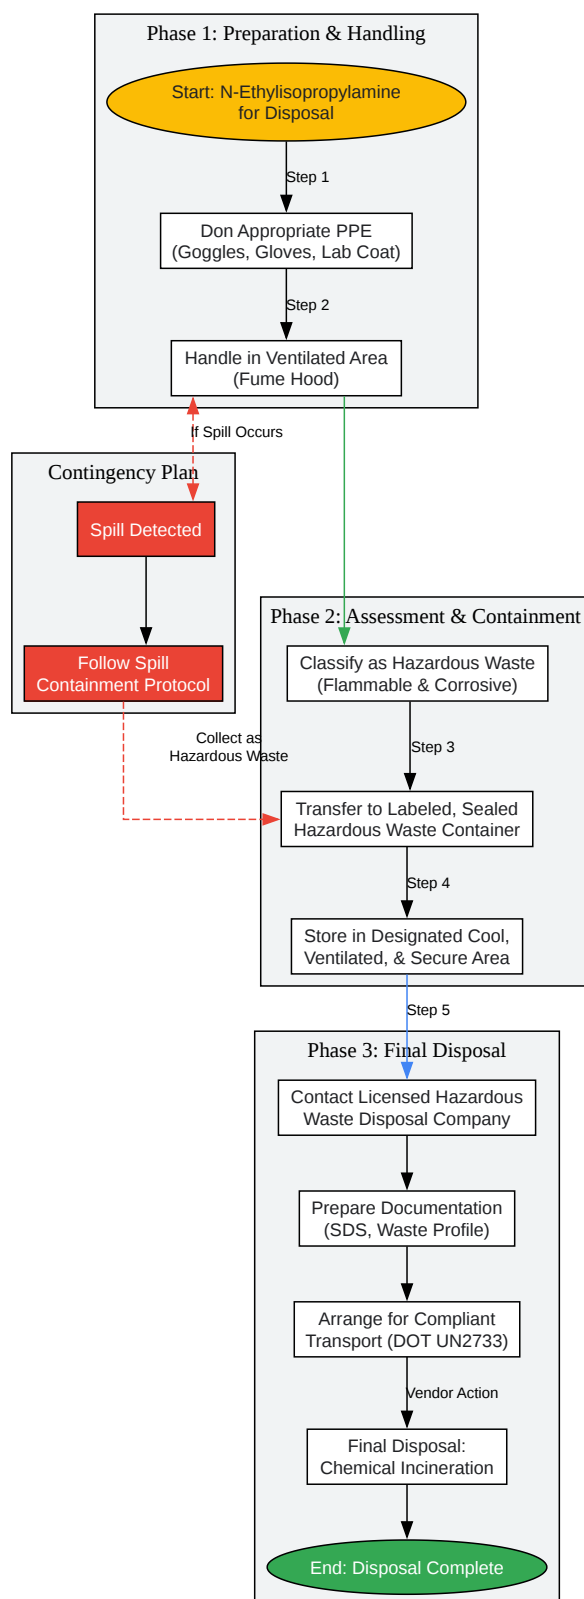 Phase 1: Preparation & Handling
Start: N-Ethylisopropylamine
for Disposal
Step 1
Don Appropriate PPE
(Goggles, Gloves, Lab Coat)
Step 2
Handle in Ventilated Area
(Fume Hood)
If Spill Occurs
Contingency Plan
Spill Detected
Follow Spill
Containment Protocol
Collect as
Hazardous Waste
Phase 2: Assessment & Containment
Classify as Hazardous Waste
(Flammable & Corrosive)
Step 3
Transfer to Labeled, Sealed
Hazardous Waste Container
Step 4
Store in Designated Cool,
Ventilated, & Secure Area
Step 5
Phase 3: Final Disposal
Contact Licensed Hazardous
Waste Disposal Company
Prepare Documentation
(SDS, Waste Profile)
Arrange for Compliant
Transport (DOT UN2733)
Vendor Action
Final Disposal:
Chemical Incineration
End: Disposal Complete